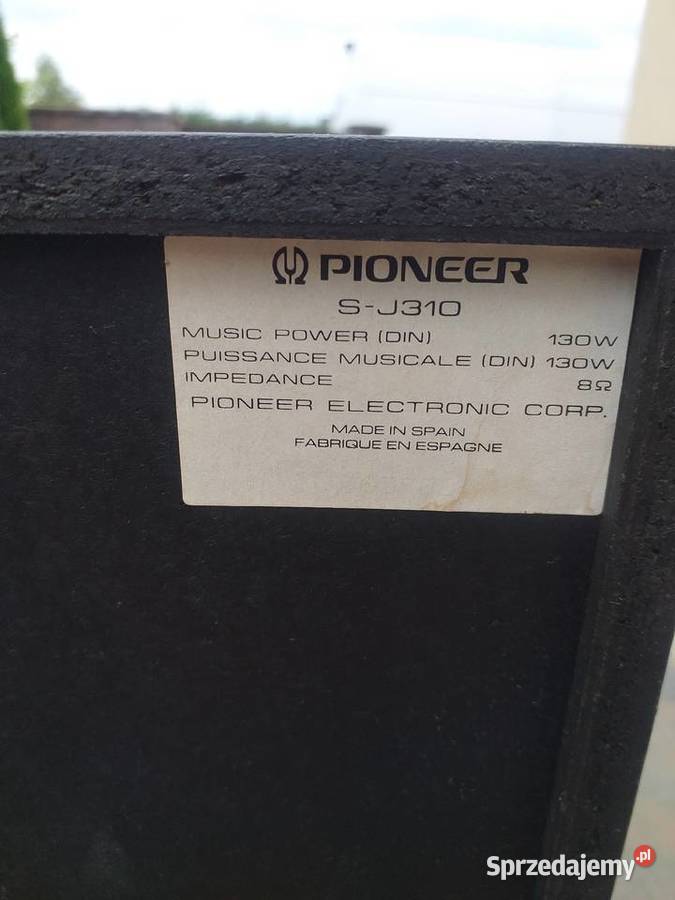 PIONEER
S-J310
MUSIC POWER (DIN) 130W
PUISSANCE MUSICALE (DIN) 130W
IMPEDANCE 8Ω
PIONEER ELECTRONIC CORP.
MADE IN SPAIN
FABRIQUE EN ESPAGNE
Sprzedajemy.pl